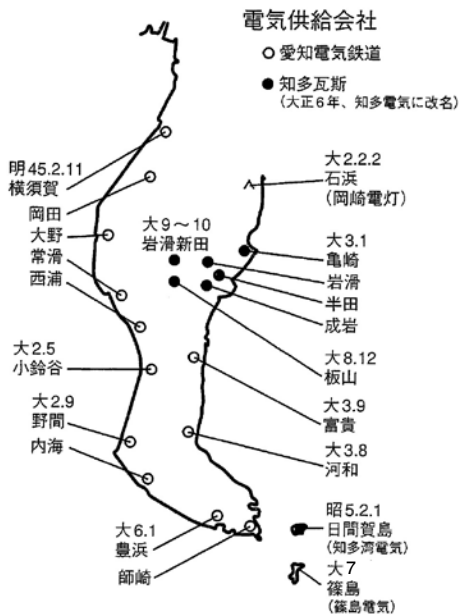 電気供給会社
○ 愛知電気鉄道
● 知多瓦斯
(大正6年、知多電気に改名)
明45.2.11
横須賀
岡田
大野
常滑
西浦
大2.5
小鈴谷
大2.9
野間
内海
大6.1
豊浜
師崎
大9〜10
岩滑新田
大2.2.2
石浜
(岡崎電灯)
大3.1
亀崎
岩滑
半田
成岩
大8.12
板山
大3.9
富貴
大3.8
河和
昭5.2.1
日間賀島
(知多湾電気)
大7
篠島
(篠島電気)